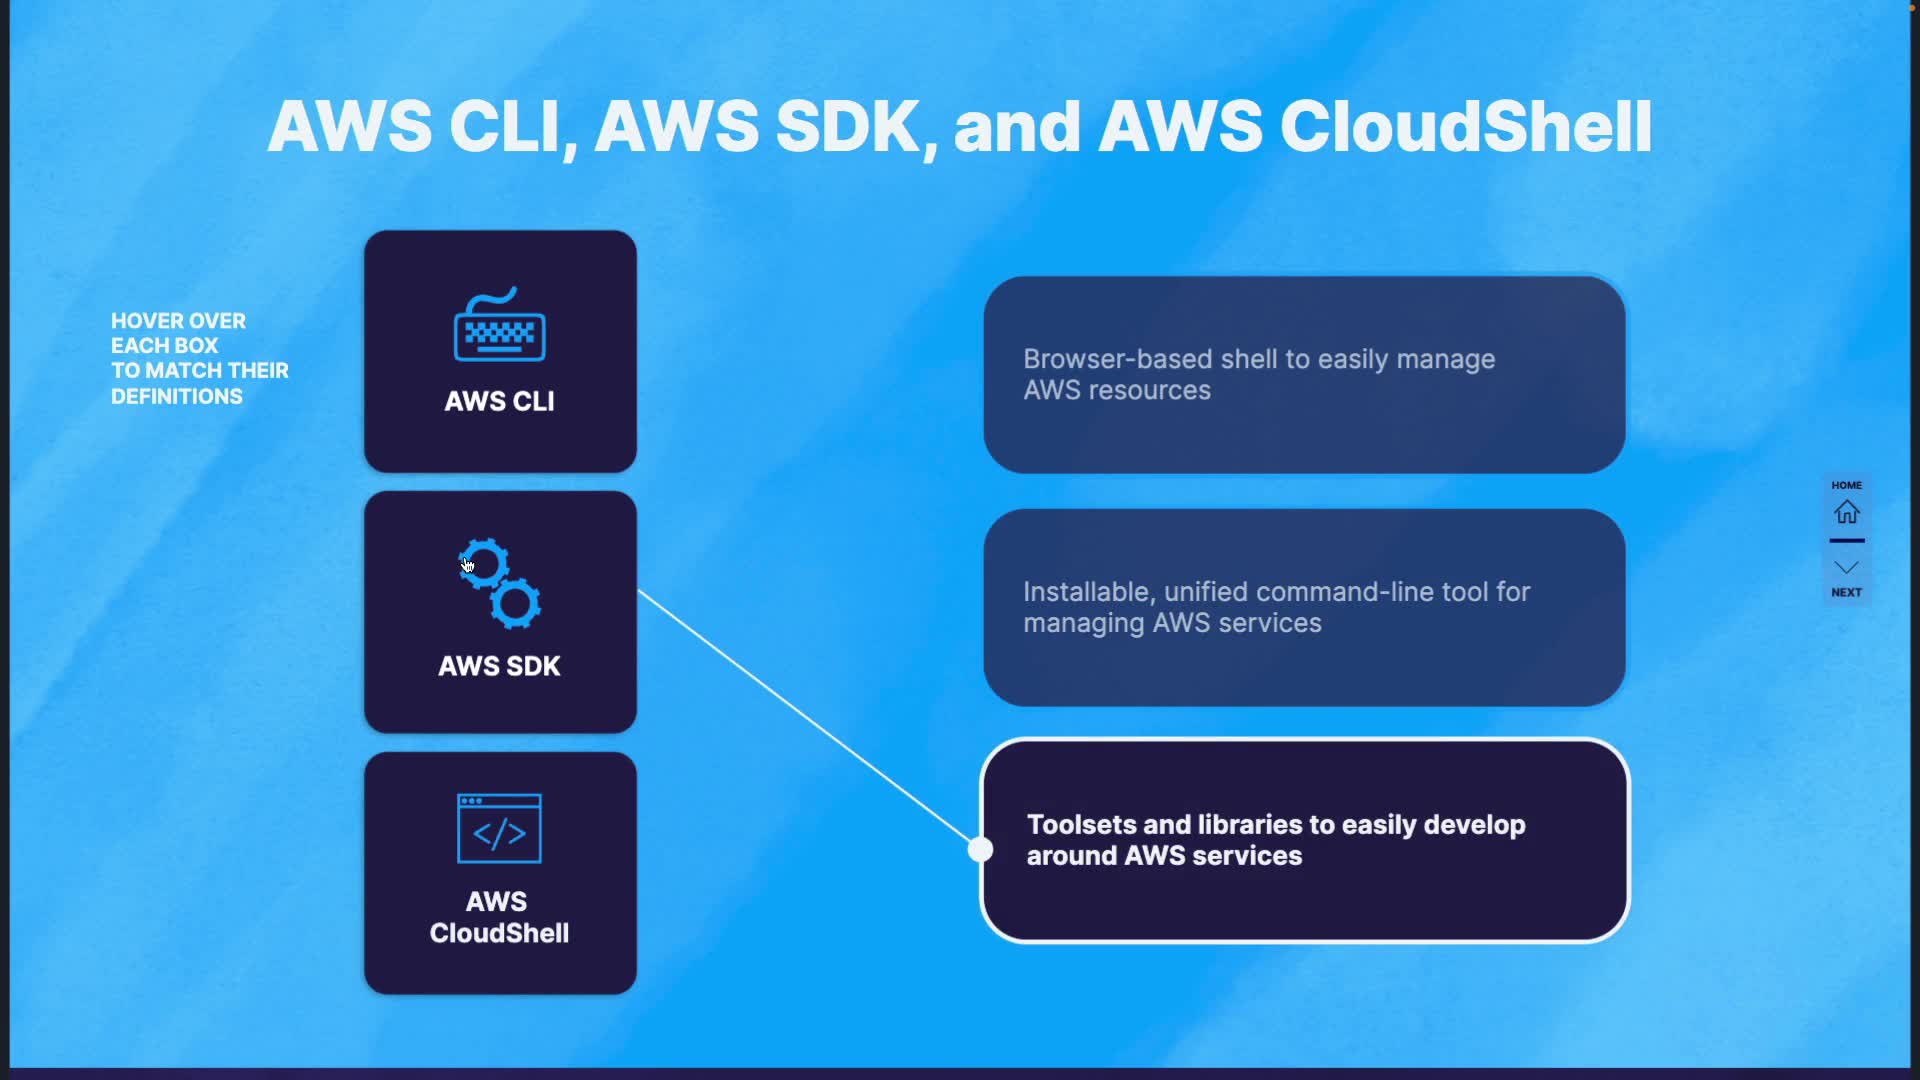 AWS CLI, AWS SDK, and AWS CloudShell
HOVER OVER
EACH BOX
TO MATCH THEIR
DEFINITIONS
AWS CLI
AWS SDK
</>
AWS
CloudShell
Browser-based shell to easily manage
AWS resources
Installable, unified command-line tool for
managing AWS services
Toolsets and libraries to easily develop
around AWS services
HOME
NEXT